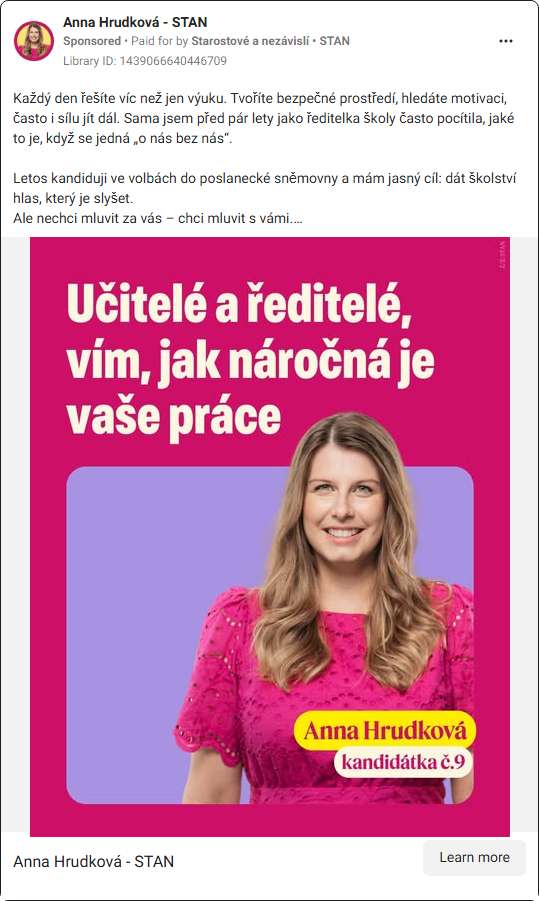 Anna Hrudková - STAN
Sponsored • Paid for by Starostové a nezávislí • STAN
Library ID: 1439066640446709
Každý den řešíte víc než jen výuku. Tvoříte bezpečné prostředí, hledáte motivaci,
často i sílu jít dál. Sama jsem před pár lety jako ředitelka školy často pocítila, jaké
to je, když se jedná „o nás bez nás“.
Letos kandiduji ve volbách do poslanecké sněmovny a mám jasný cíl: dát školství
hlas, který je slyšet.
Ale nechci mluvit za vás – chci mluvit s vámi....
Učitelé a ředitelé,
vím, jak náročná je
vaše práce
Anna Hrudková
kandidátka č.9
Anna Hrudková - STAN
Learn more